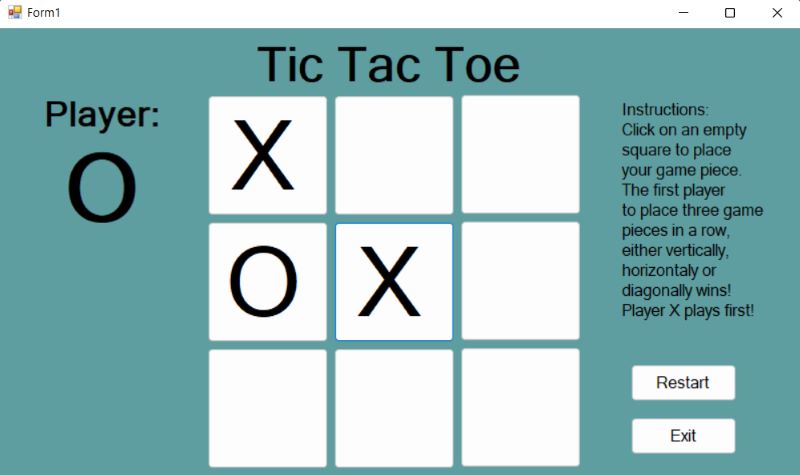 Form1
Tic Tac Toe
Player:
O
X
O X
Instructions:
Click on an empty
square to place
your game piece.
The first player
to place three game
pieces in a row,
either vertically,
horizontaly or
diagonally wins!
Player X plays first!
Restart
Exit